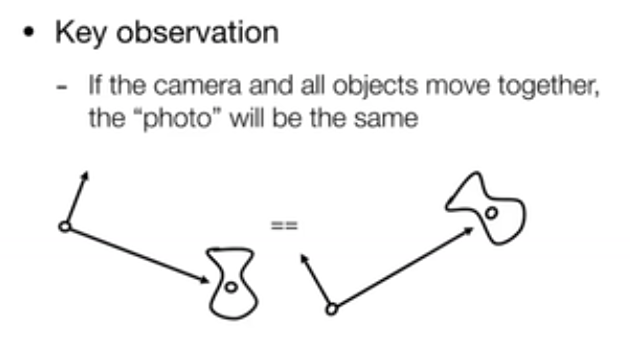 • Key observation
- If the camera and all objects move together,
the “photo” will be the same
==